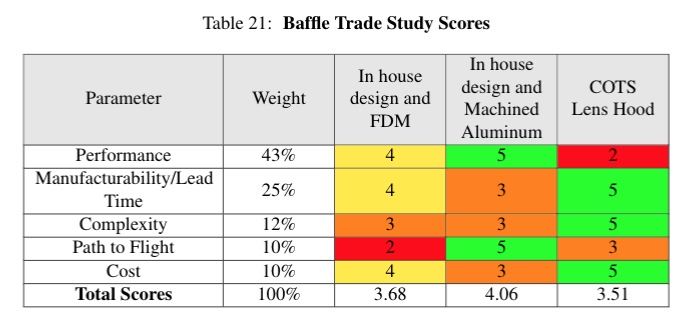 Table 21: Baffle Trade Study Scores
Parameter Weight In house design and FDM In house design and Machined Aluminum COTS Lens Hood
Performance 43% 4 5 2
Manufacturability/Lead Time 25% 4 3 5
Complexity 12% 3 3 5
Path to Flight 10% 2 5 3
Cost 10% 4 3 5
Total Scores 100% 3.68 4.06 3.51